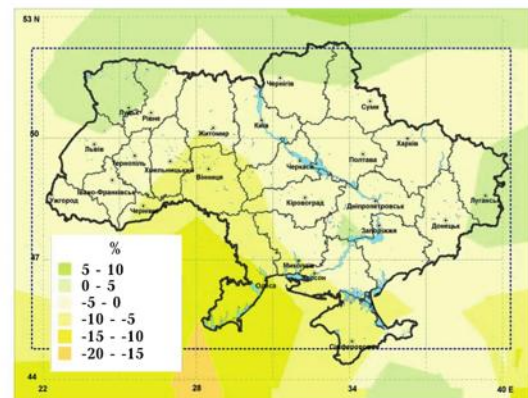 53 N
Чернігів
Луцьк
Рівне
Суми
Київ
50
Житомир
Харків
Львів
Тернопіль
Хмельницький
Черкаси
Полтава
Вінниця
Івано-Франківськ
Ужгород
Кіровоград
Дніпропетровськ
Луганськ
Чернівці
Донецьк
Запоріжжя
47
%
Миколаїв
5 - 10
Херсон
0 - 5
Одеса
-5 - 0
-10 - -5
-15 - -10
Сімферополь
-20 - -15
44
22
28
34
40 E